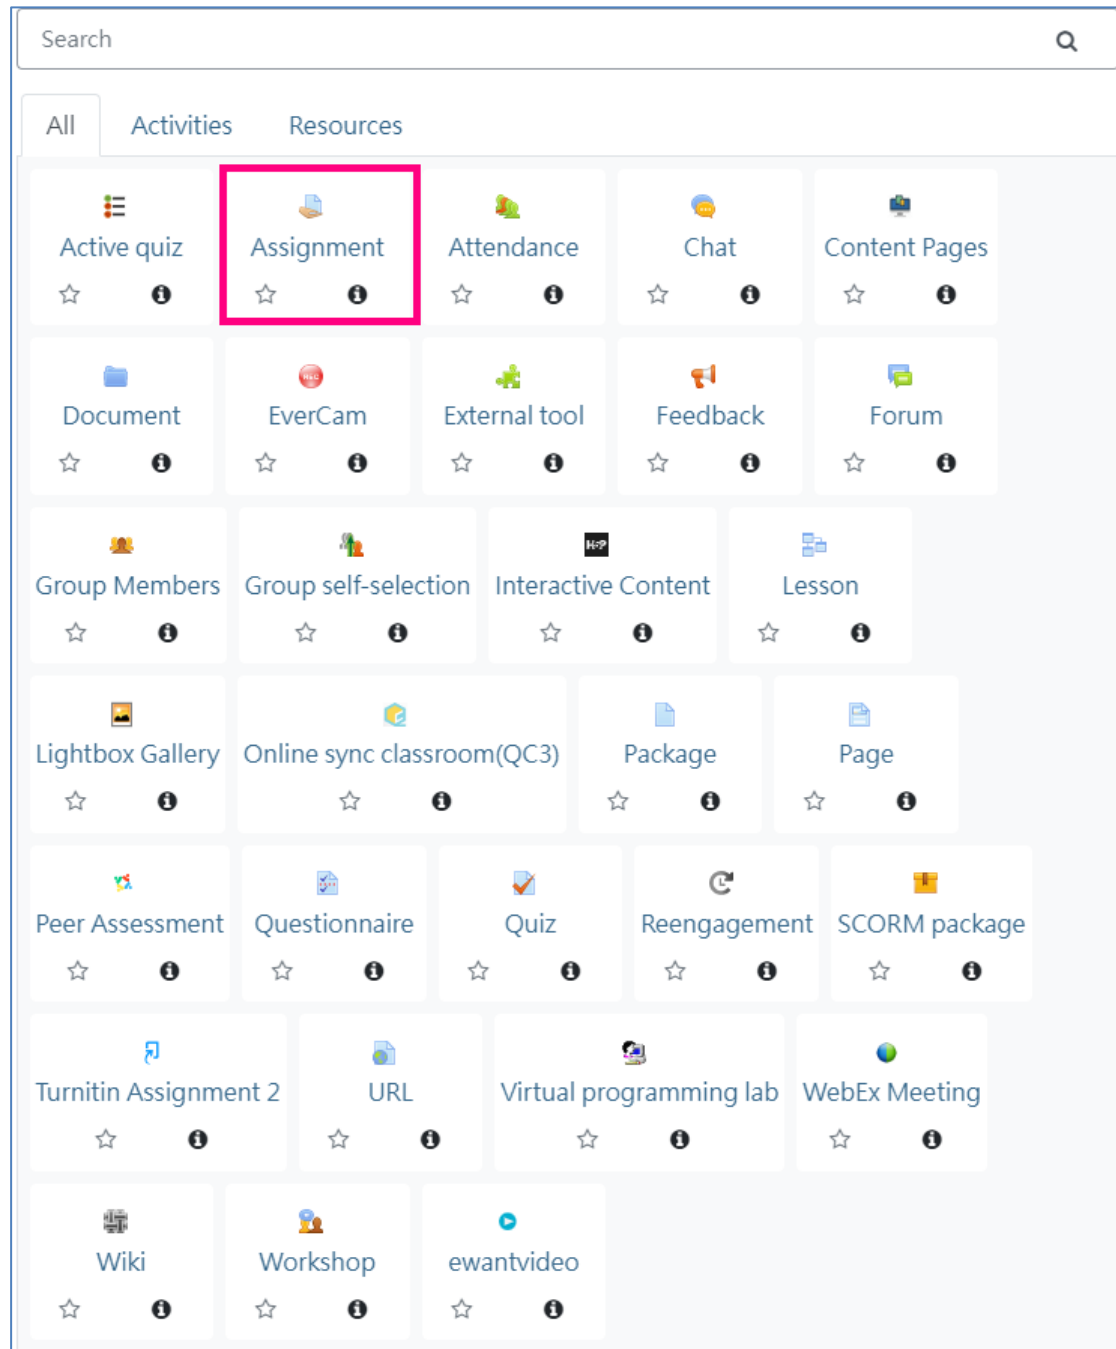 Search
All Activities Resources
Active quiz Assignment Attendance Chat Content Pages
Document EverCam External tool Feedback Forum
Group Members Group self-selection Interactive Content Lesson
H-P
Lightbox Gallery Online sync classroom(QC3) Package Page
Peer Assessment Questionnaire Quiz Reengagement SCORM package
Turnitin Assignment 2 URL Virtual programming lab WebEx Meeting
Wiki Workshop ewantvideo